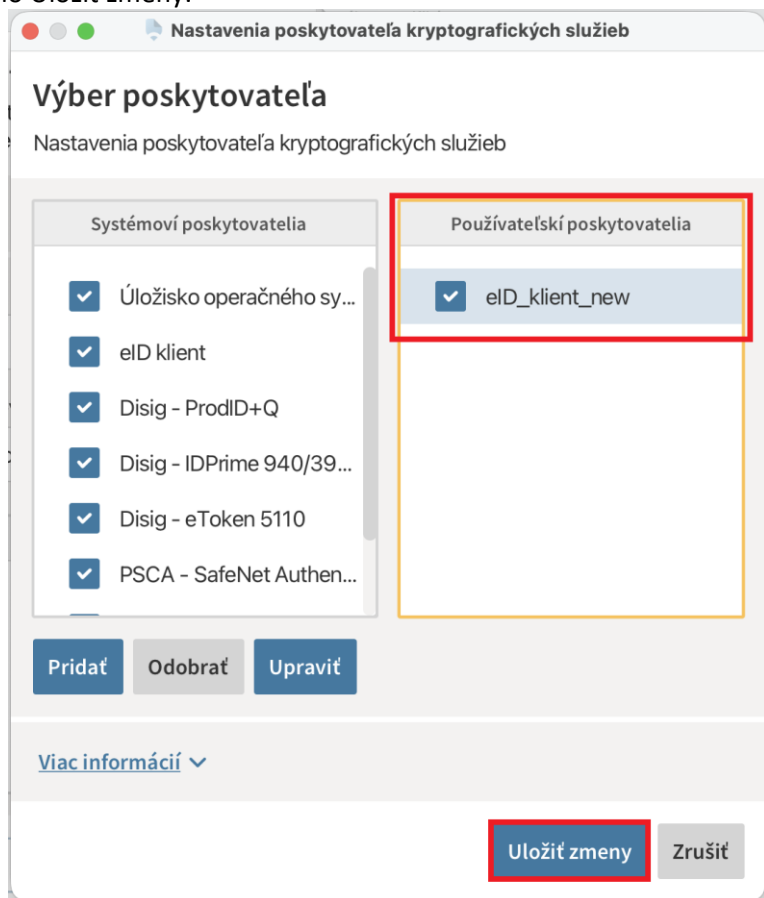 Uložiť zmeny.
Nastavenia poskytovateľa kryptografických služieb
Výber poskytovateľa
Nastavenia poskytovateľa kryptografických služieb
Systémoví poskytovatelia
Používateľskí poskytovatelia
Úložisko operačného sy...
eID_klient_new
eID klient
Disig - ProdID+Q
Disig - IDPrime 940/39...
Disig - eToken 5110
PSCA - SafeNet Authen...
Pridať
Odobrať
Upraviť
Viac informácií
Uložiť zmeny
Zrušiť